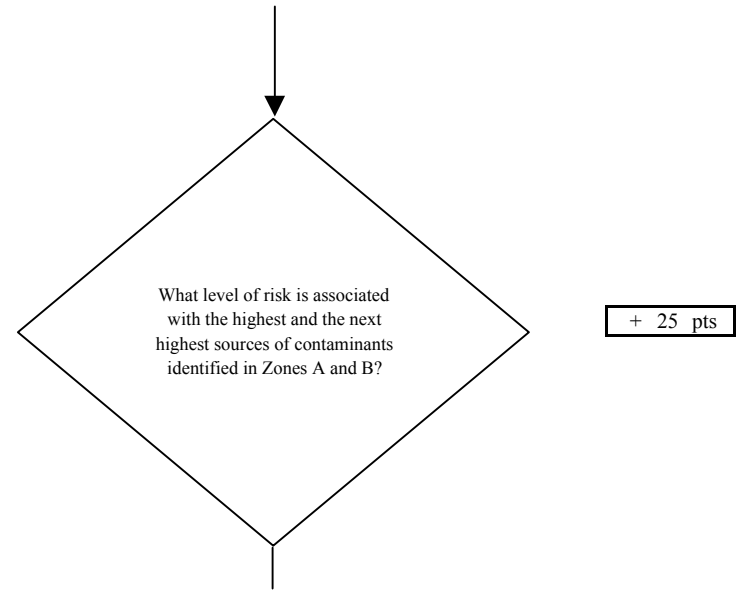 What level of risk is associated
with the highest and the next
highest sources of contaminants
identified in Zones A and B?
+ 25 pts